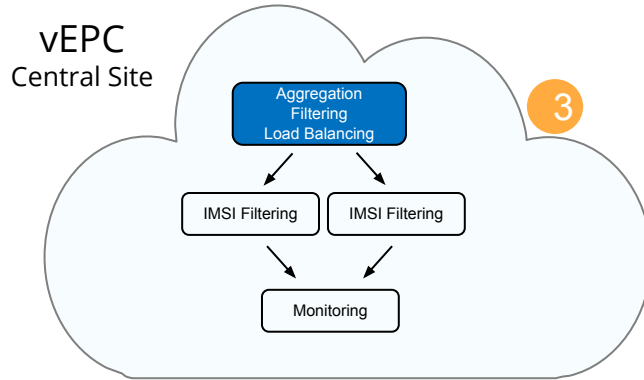 vEPC
Central Site
Aggregation
Filtering
Load Balancing
3
IMSI Filtering
IMSI Filtering
Monitoring